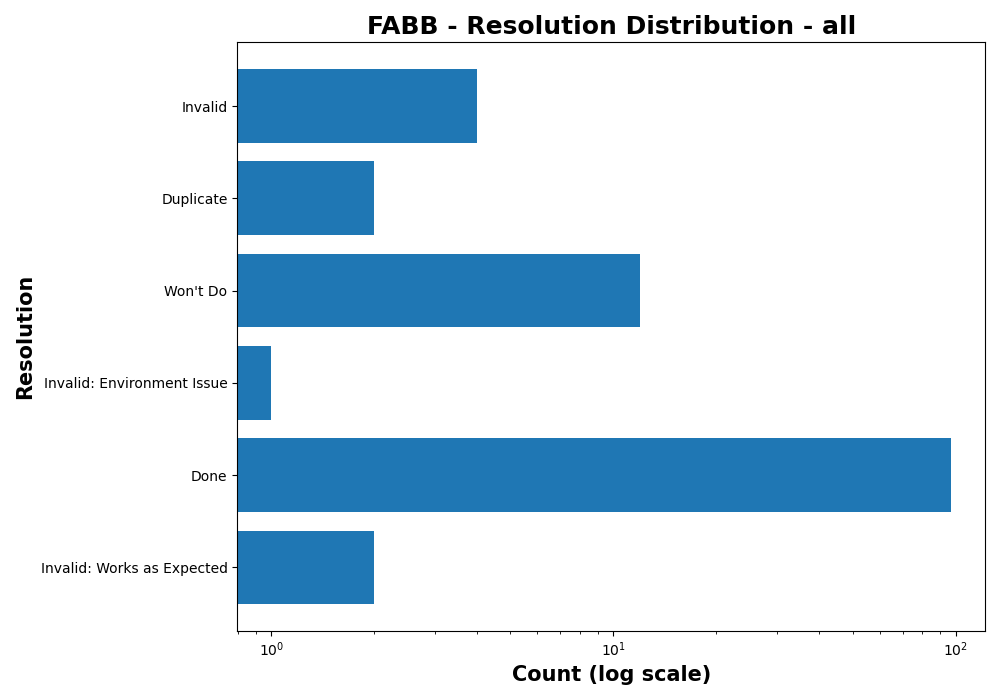 FABB - Resolution Distribution - all
Resolution
Invalid
Duplicate
Won't Do
Invalid: Environment Issue
Done
Invalid: Works as Expected
10⁰
10¹
10²
Count (log scale)